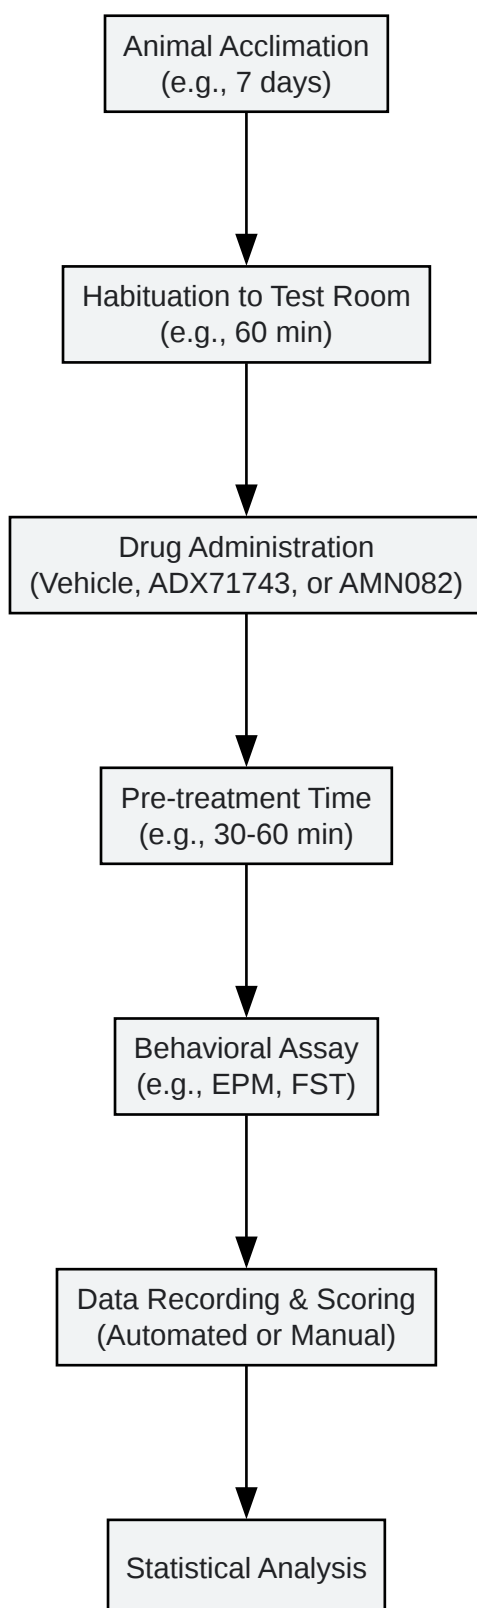 Animal Acclimation
(e.g., 7 days)
Habituation to Test Room
(e.g., 60 min)
Drug Administration
(Vehicle, ADX71743, or AMN082)
Pre-treatment Time
(e.g., 30-60 min)
Behavioral Assay
(e.g., EPM, FST)
Data Recording & Scoring
(Automated or Manual)
Statistical Analysis